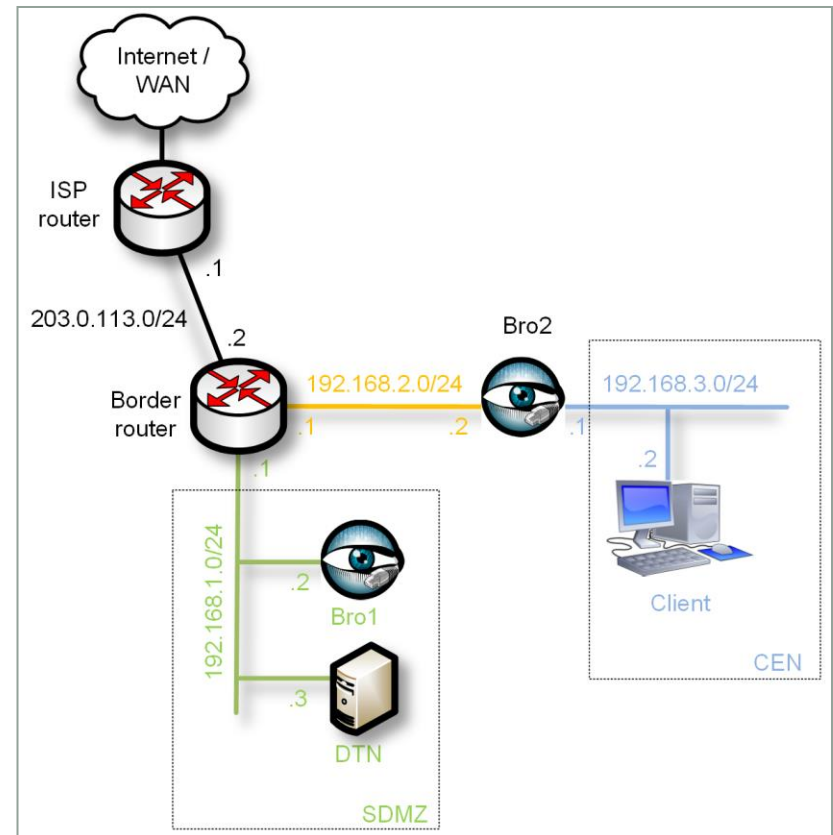 Internet /
WAN
ISP
router
.1
203.0.113.0/24
.2
Border
router
Bro2
192.168.2.0/24
.1
.2
192.168.3.0/24
.1
.2
Client
CEN
.1
192.168.1.0/24
.2
Bro1
.3
DTN
SDMZ